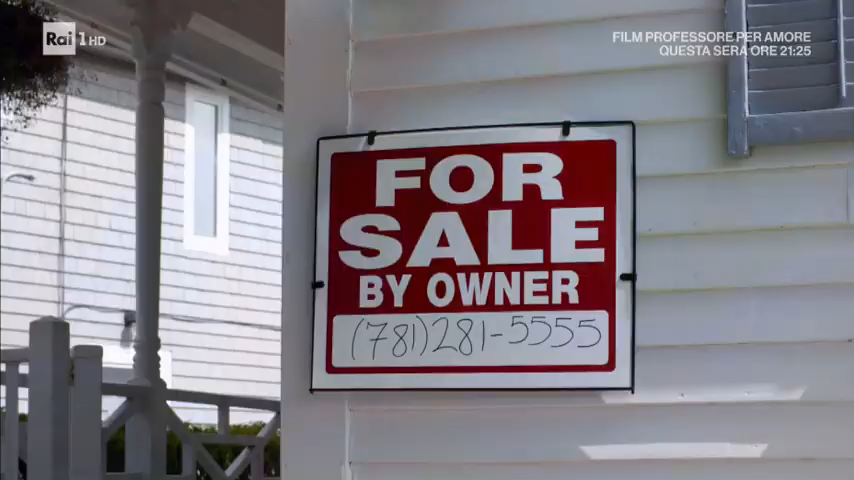 Rai 1 HD
FILM PROFESSORE PER AMORE
QUESTA SERA ORE 21:25
FOR
SALE
BY OWNER
(781)281-5555